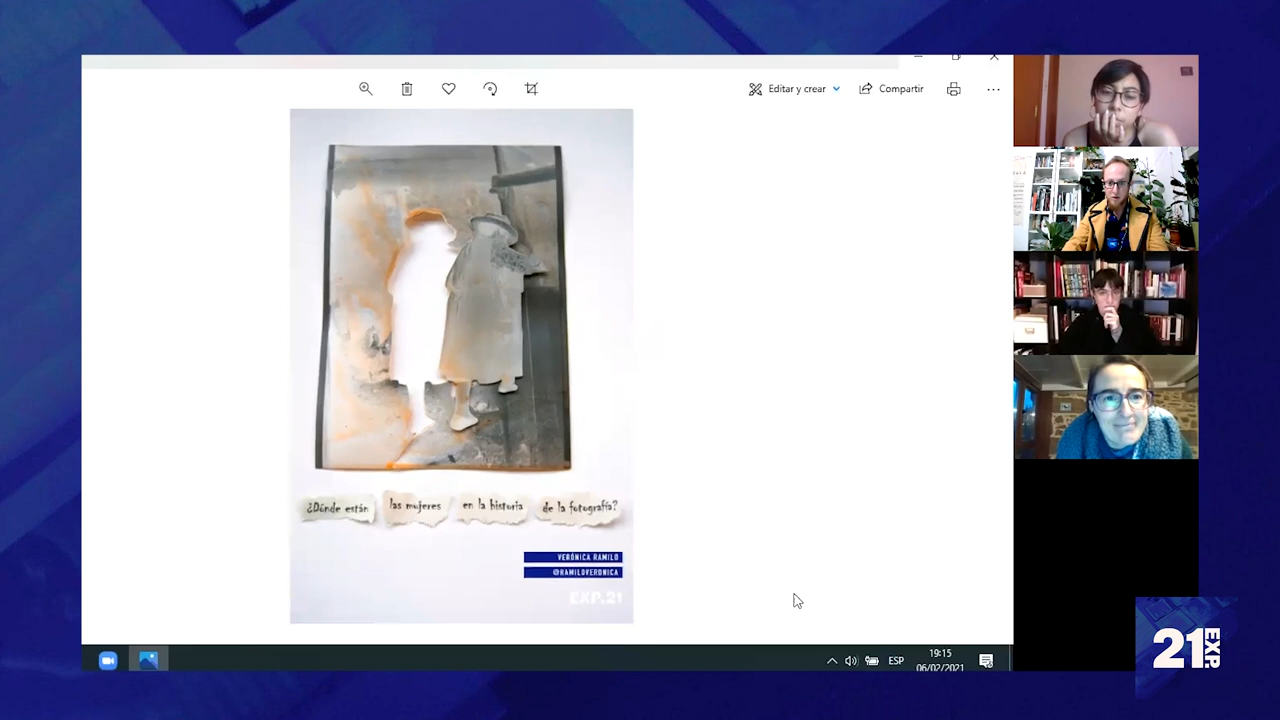 Editar y crear
Compartir
¿Dónde están las mujeres en la historia de la fotografía?
VERÓNICA RAMILO
@RAMILOVERONICA
EXP.21
ESP
19:15
06/02/2021
21 EXP.